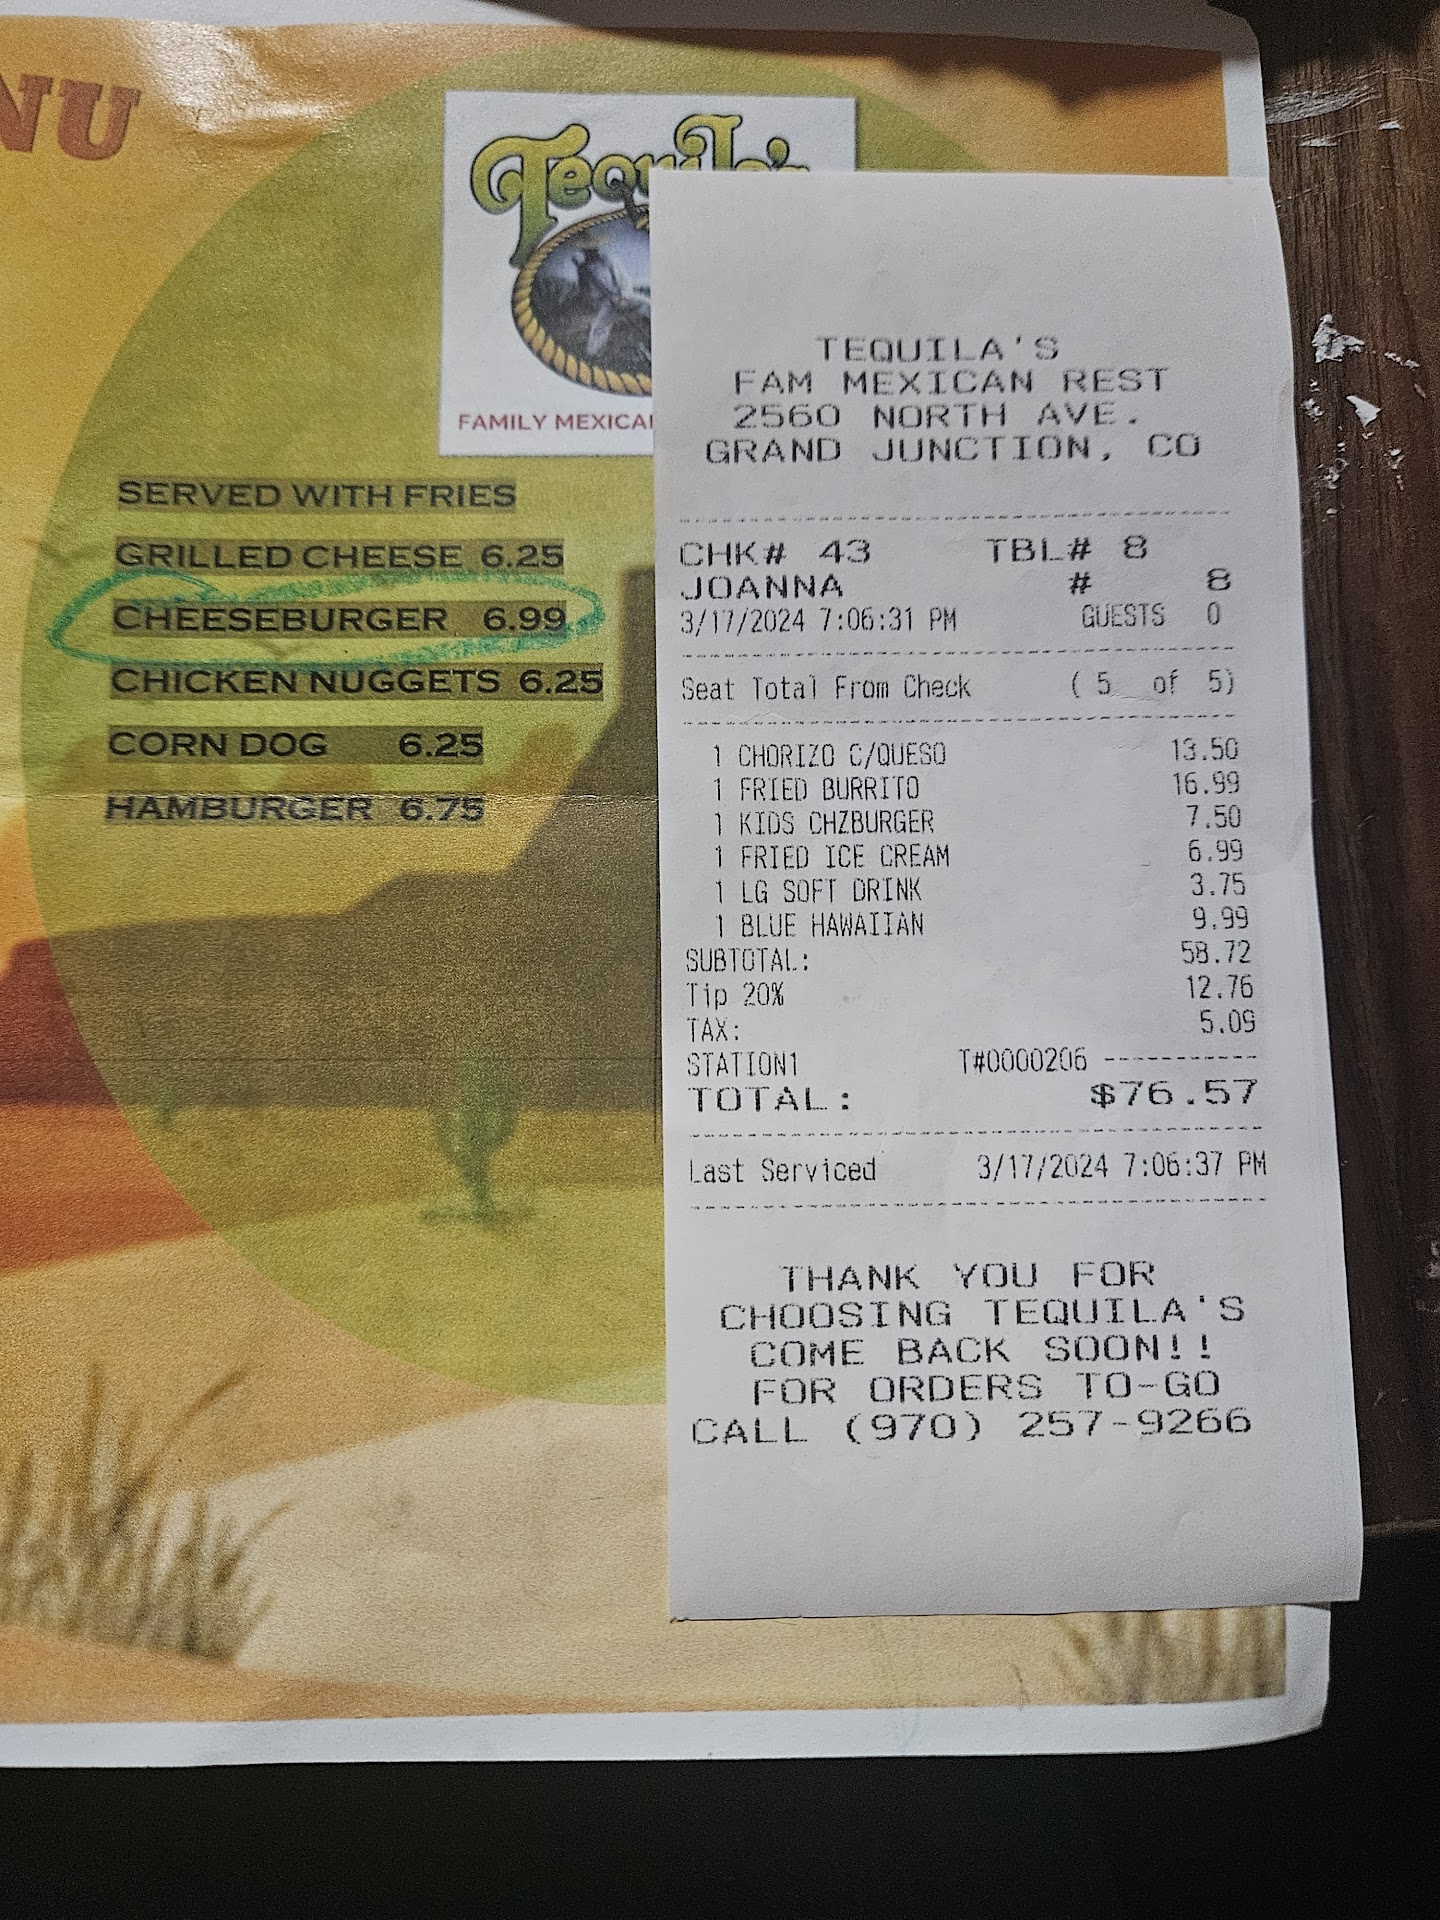 NU
Tequila's
FAMILY MEXICA
SERVED WITH FRIES
GRILLED CHEESE 6.25
CHEESEBURGER 6.99
CHICKEN NUGGETS 6.25
CORN DOG 6.25
HAMBURGER 6.75
TEQUILA'S
FAM MEXICAN REST
2560 NORTH AVE.
GRAND JUNCTION, CO
CHK# 43 TBL# 8
JOANNA # 8
3/17/2024 7:06:31 PM GUESTS 0
Seat Total From Check ( 5 of 5)
1 CHORIZO C/QUESO 13.50
1 FRIED BURRITO 16.99
1 KIDS CHZBURGER 7.50
1 FRIED ICE CREAM 6.99
1 LG SOFT DRINK 3.75
1 BLUE HAWAIIAN 9.99
SUBTOTAL: 58.72
Tip 20% 12.76
TAX: 5.09
STATION1 T#0000206 -----------
TOTAL: $76.57
Last Serviced 3/17/2024 7:06:37 PM
THANK YOU FOR
CHOOSING TEQUILA'S
COME BACK SOON!!
FOR ORDERS TO-GO
CALL (970) 257-9266